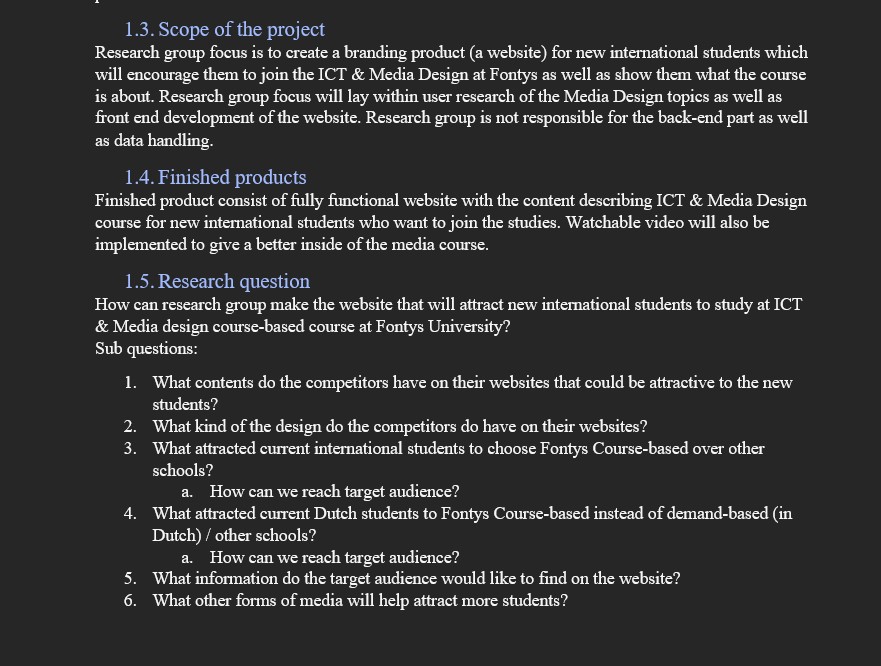 1.3. Scope of the project
Research group focus is to create a branding product (a website) for new international students which
will encourage them to join the ICT & Media Design at Fontys as well as show them what the course
is about. Research group focus will lay within user research of the Media Design topics as well as
front end development of the website. Research group is not responsible for the back-end part as well
as data handling.
1.4. Finished products
Finished product consist of fully functional website with the content describing ICT & Media Design
course for new international students who want to join the studies. Watchable video will also be
implemented to give a better inside of the media course.
1.5. Research question
How can research group make the website that will attract new international students to study at ICT
& Media design course-based course at Fontys University?
Sub questions:
1. What contents do the competitors have on their websites that could be attractive to the new
students?
2. What kind of the design do the competitors do have on their websites?
3. What attracted current international students to choose Fontys Course-based over other
schools?
a. How can we reach target audience?
4. What attracted current Dutch students to Fontys Course-based instead of demand-based (in
Dutch) / other schools?
a. How can we reach target audience?
5. What information do the target audience would like to find on the website?
6. What other forms of media will help attract more students?